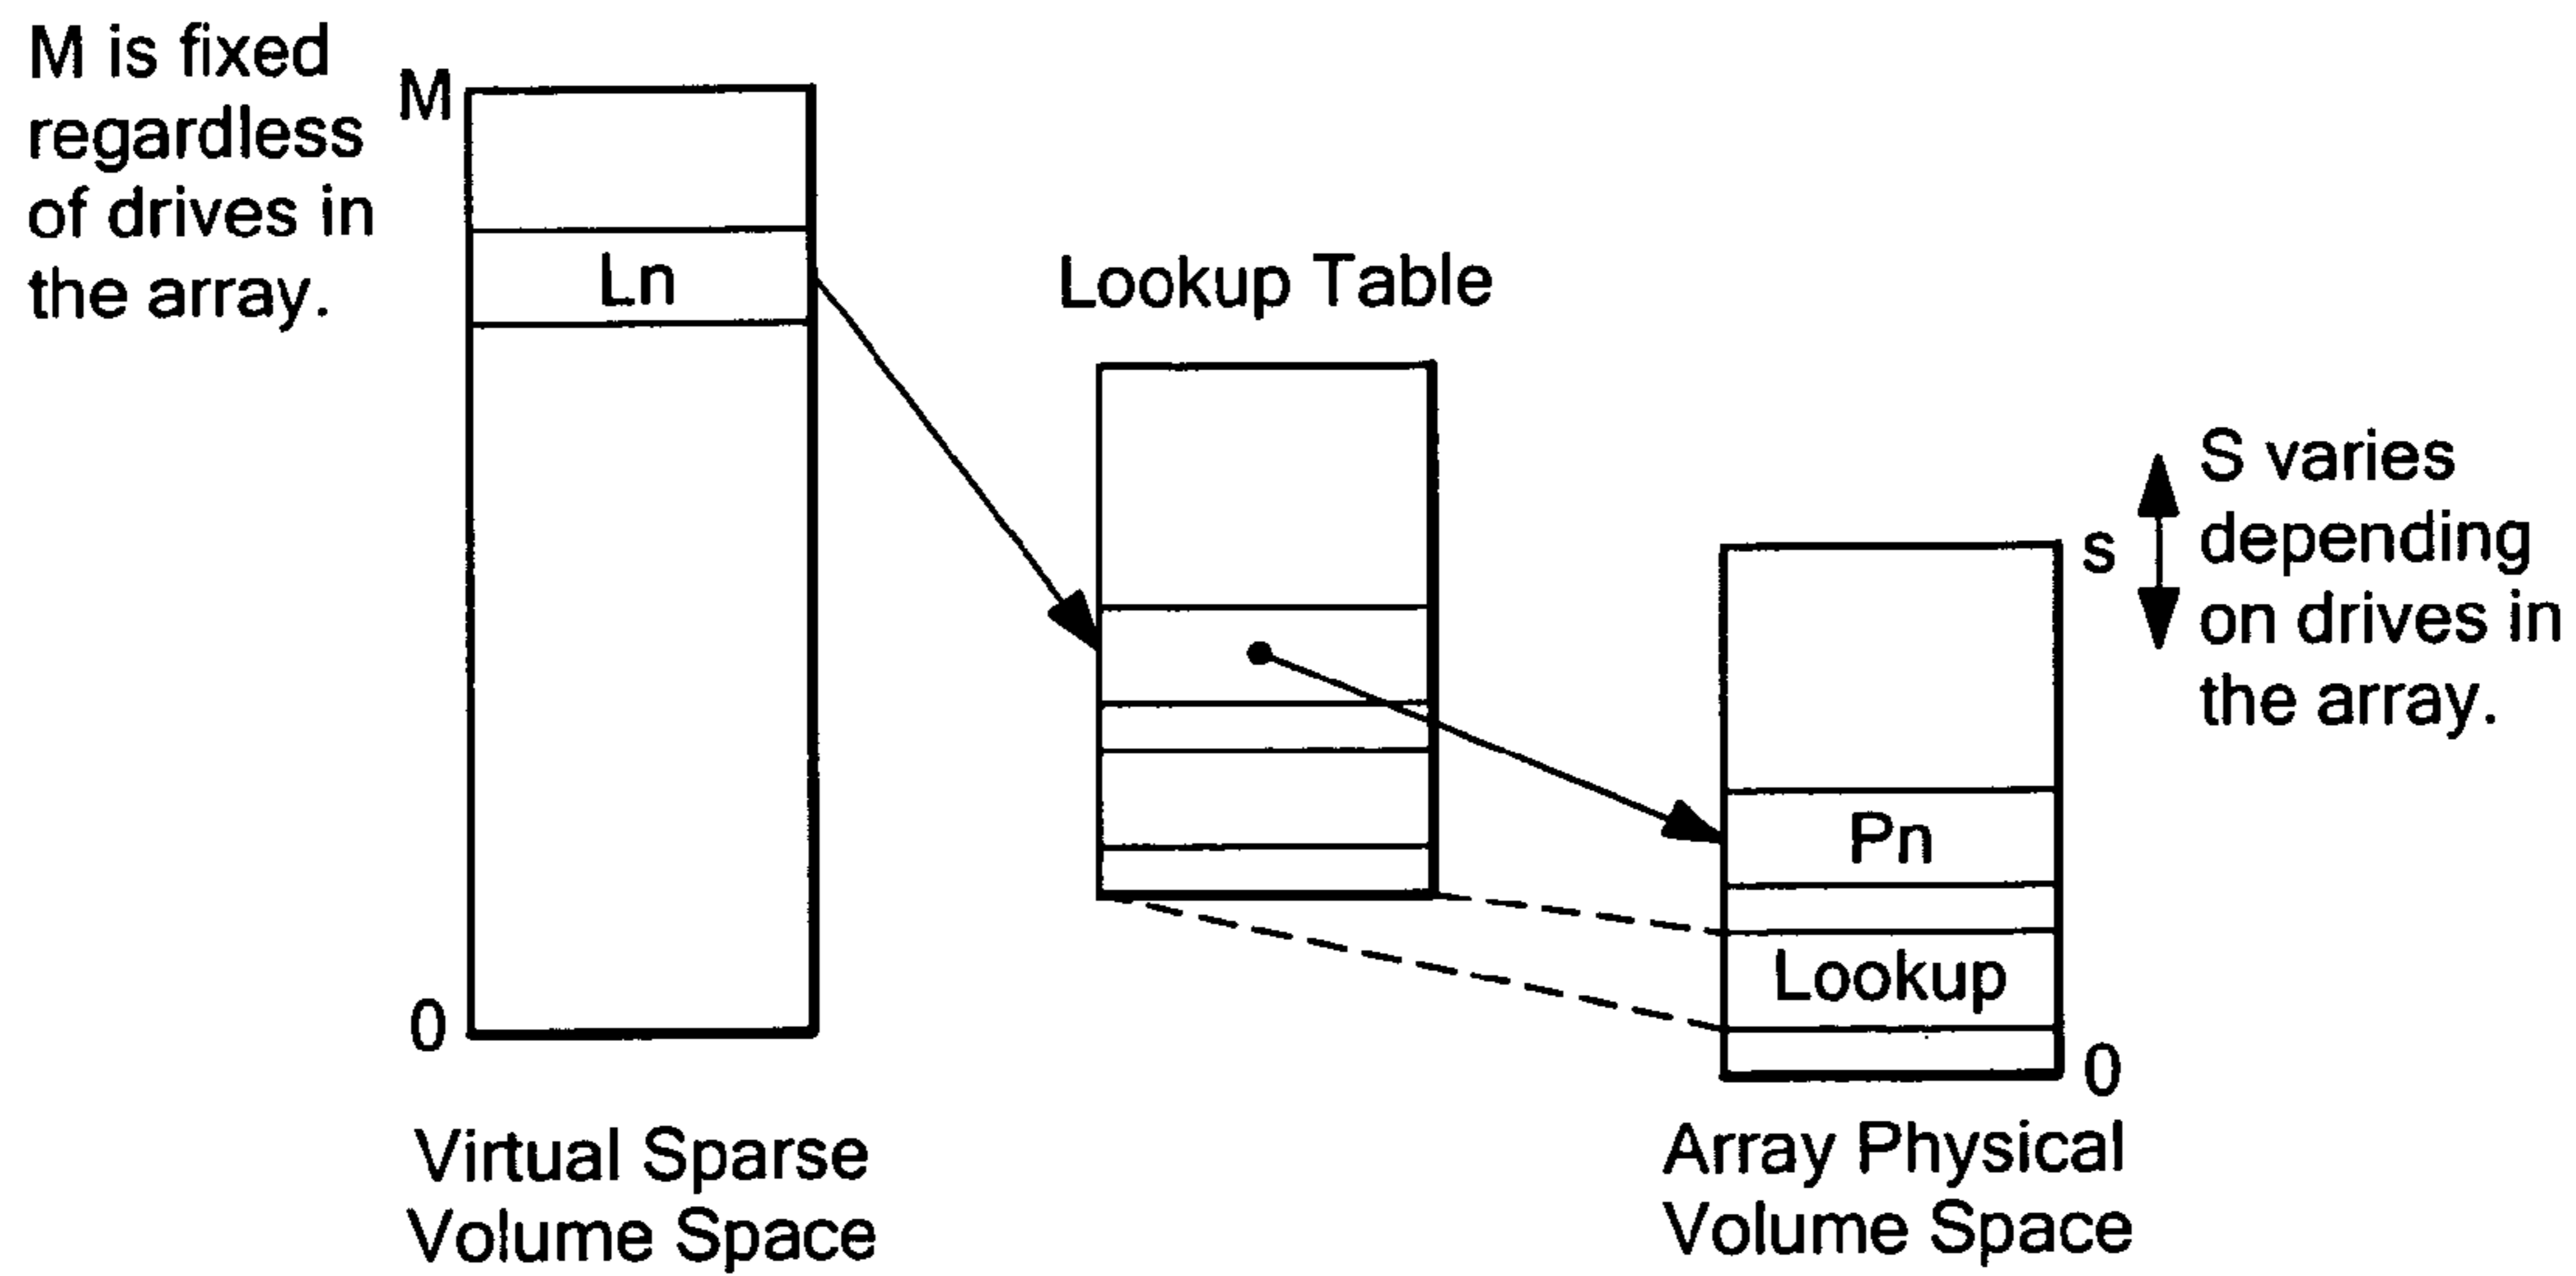 M is fixed
regardless
of drives in
the array.
M
Ln
0
Virtual Sparse
Volume Space
Lookup Table
S varies
depending
on drives in
the array.
s
Pn
Lookup
0
Array Physical
Volume Space